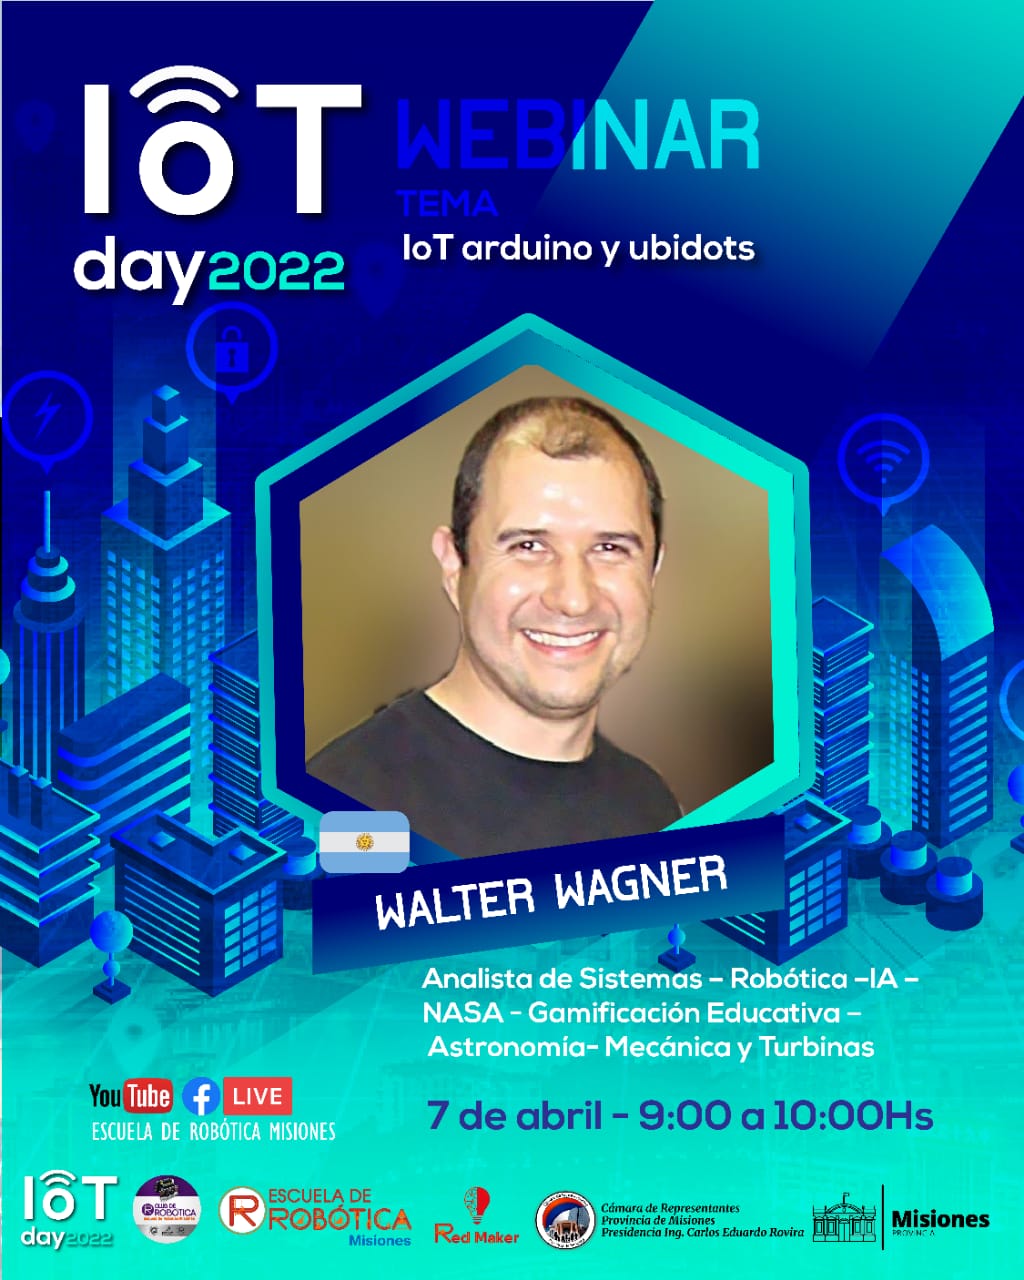 IoT
day2022
WEBINAR
TEMA
IoT arduino y ubidots
WALTER WAGNER
Analista de Sistemas – Robótica –IA –
NASA - Gamificación Educativa –
Astronomía- Mecánica y Turbinas
7 de abril - 9:00 a 10:00Hs
YouTube f LIVE
ESCUELA DE ROBÓTICA MISIONES
IoT
day2022
CLUB DE
ROBÓTICA
R ESCUELA DE
ROBÓTICA
Misiones
Red Maker
Cámara de Representantes
Provincia de Misiones
Presidencia Ing. Carlos Eduardo Rovira
Misiones
PROVINCIA